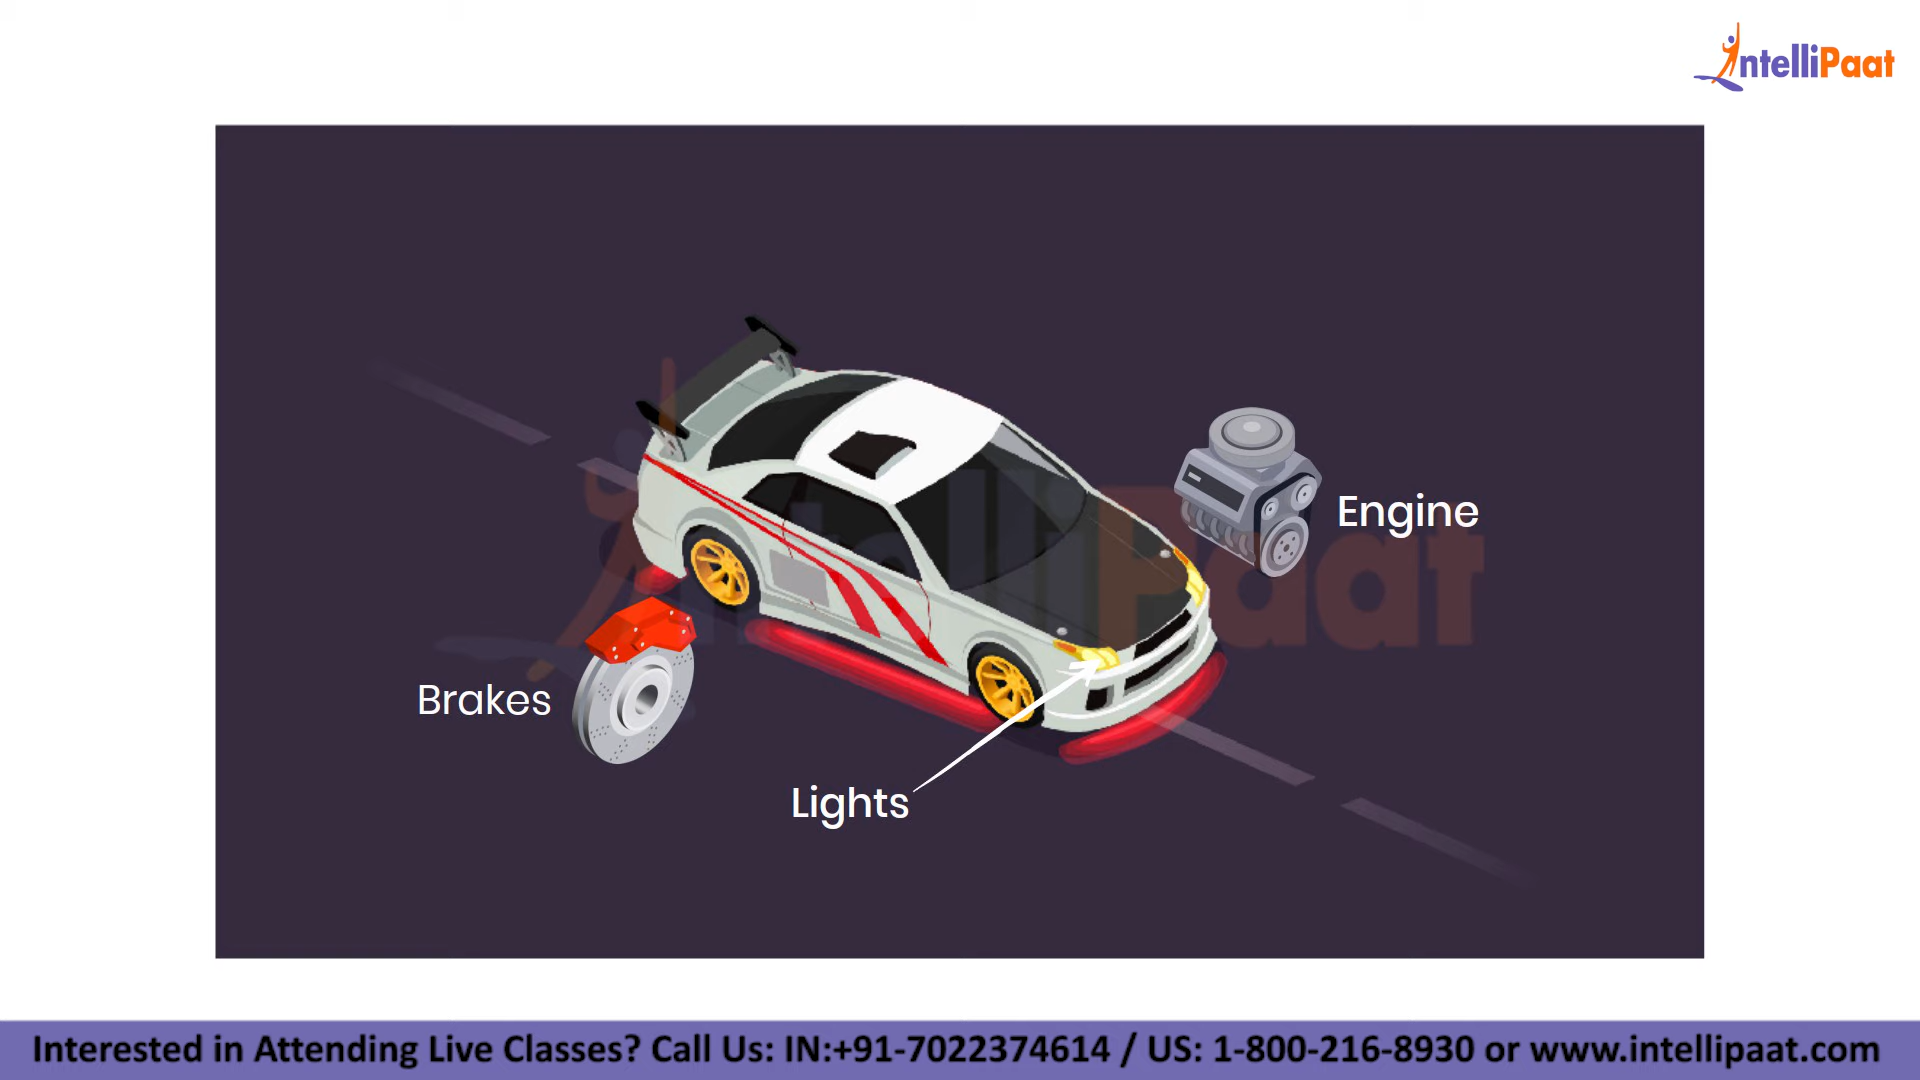 IntelliPaat
Engine
Brakes
Lights
IntelliPaat
Interested in Attending Live Classes? Call Us: IN:+91-7022374614 / US: 1-800-216-8930 or www.intellipaat.com